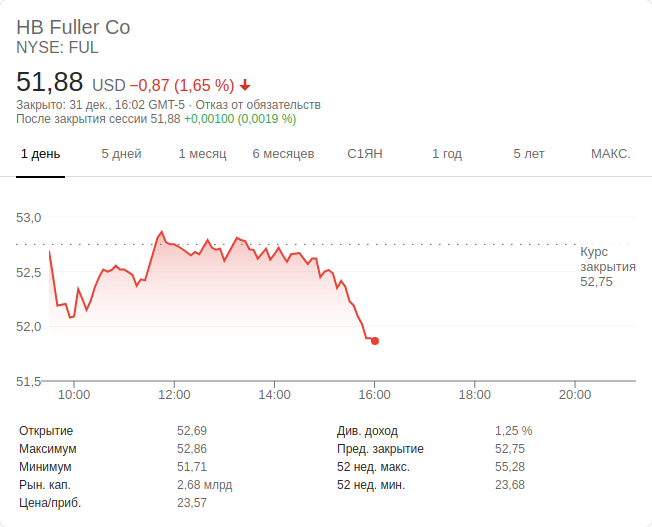 HB Fuller Co
NYSE: FUL
51,88 USD −0,87 (1,65 %)
Закрыто: 31 дек., 16:02 GMT-5 · Отказ от обязательств
После закрытия сессии 51,88 +0,00100 (0,0019 %)
1 день 5 дней 1 месяц 6 месяцев С1ЯН 1 год 5 лет МАКС.
53,0
52,5
52,0
51,5
Курс
закрытия
52,75
10:00 12:00 14:00 16:00 18:00 20:00
Открытие 52,69 Див. доход 1,25 %
Максимум 52,86 Пред. закрытие 52,75
Минимум 51,71 52 нед. макс. 55,28
Рын. кап. 2,68 млрд 52 нед. мин. 23,68
Цена/приб. 23,57